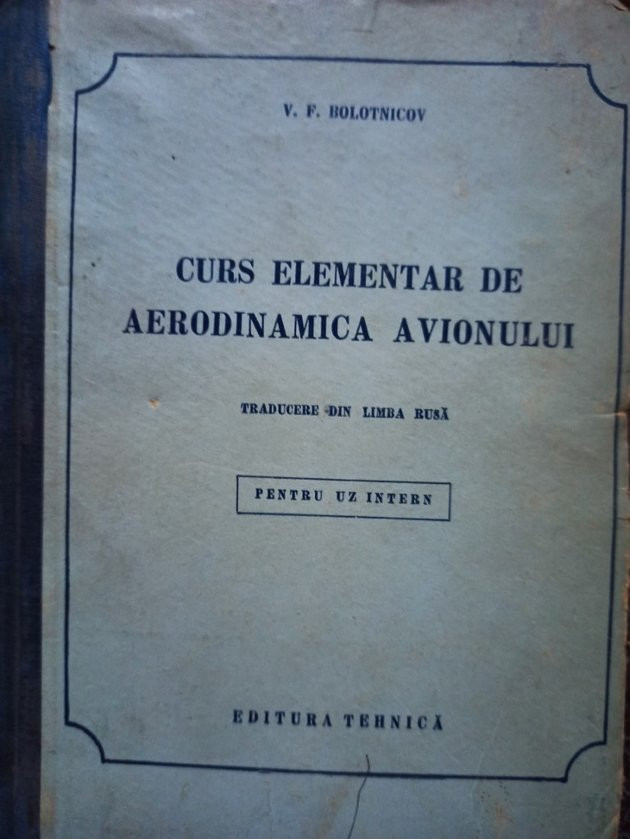 V. F. BOLOTNICOV
CURS ELEMENTAR DE
AERODINAMICA AVIONULUI
TRADUCERE DIN LIMBA RUSĂ
PENTRU UZ INTERN
EDITURA TEHNICĂ